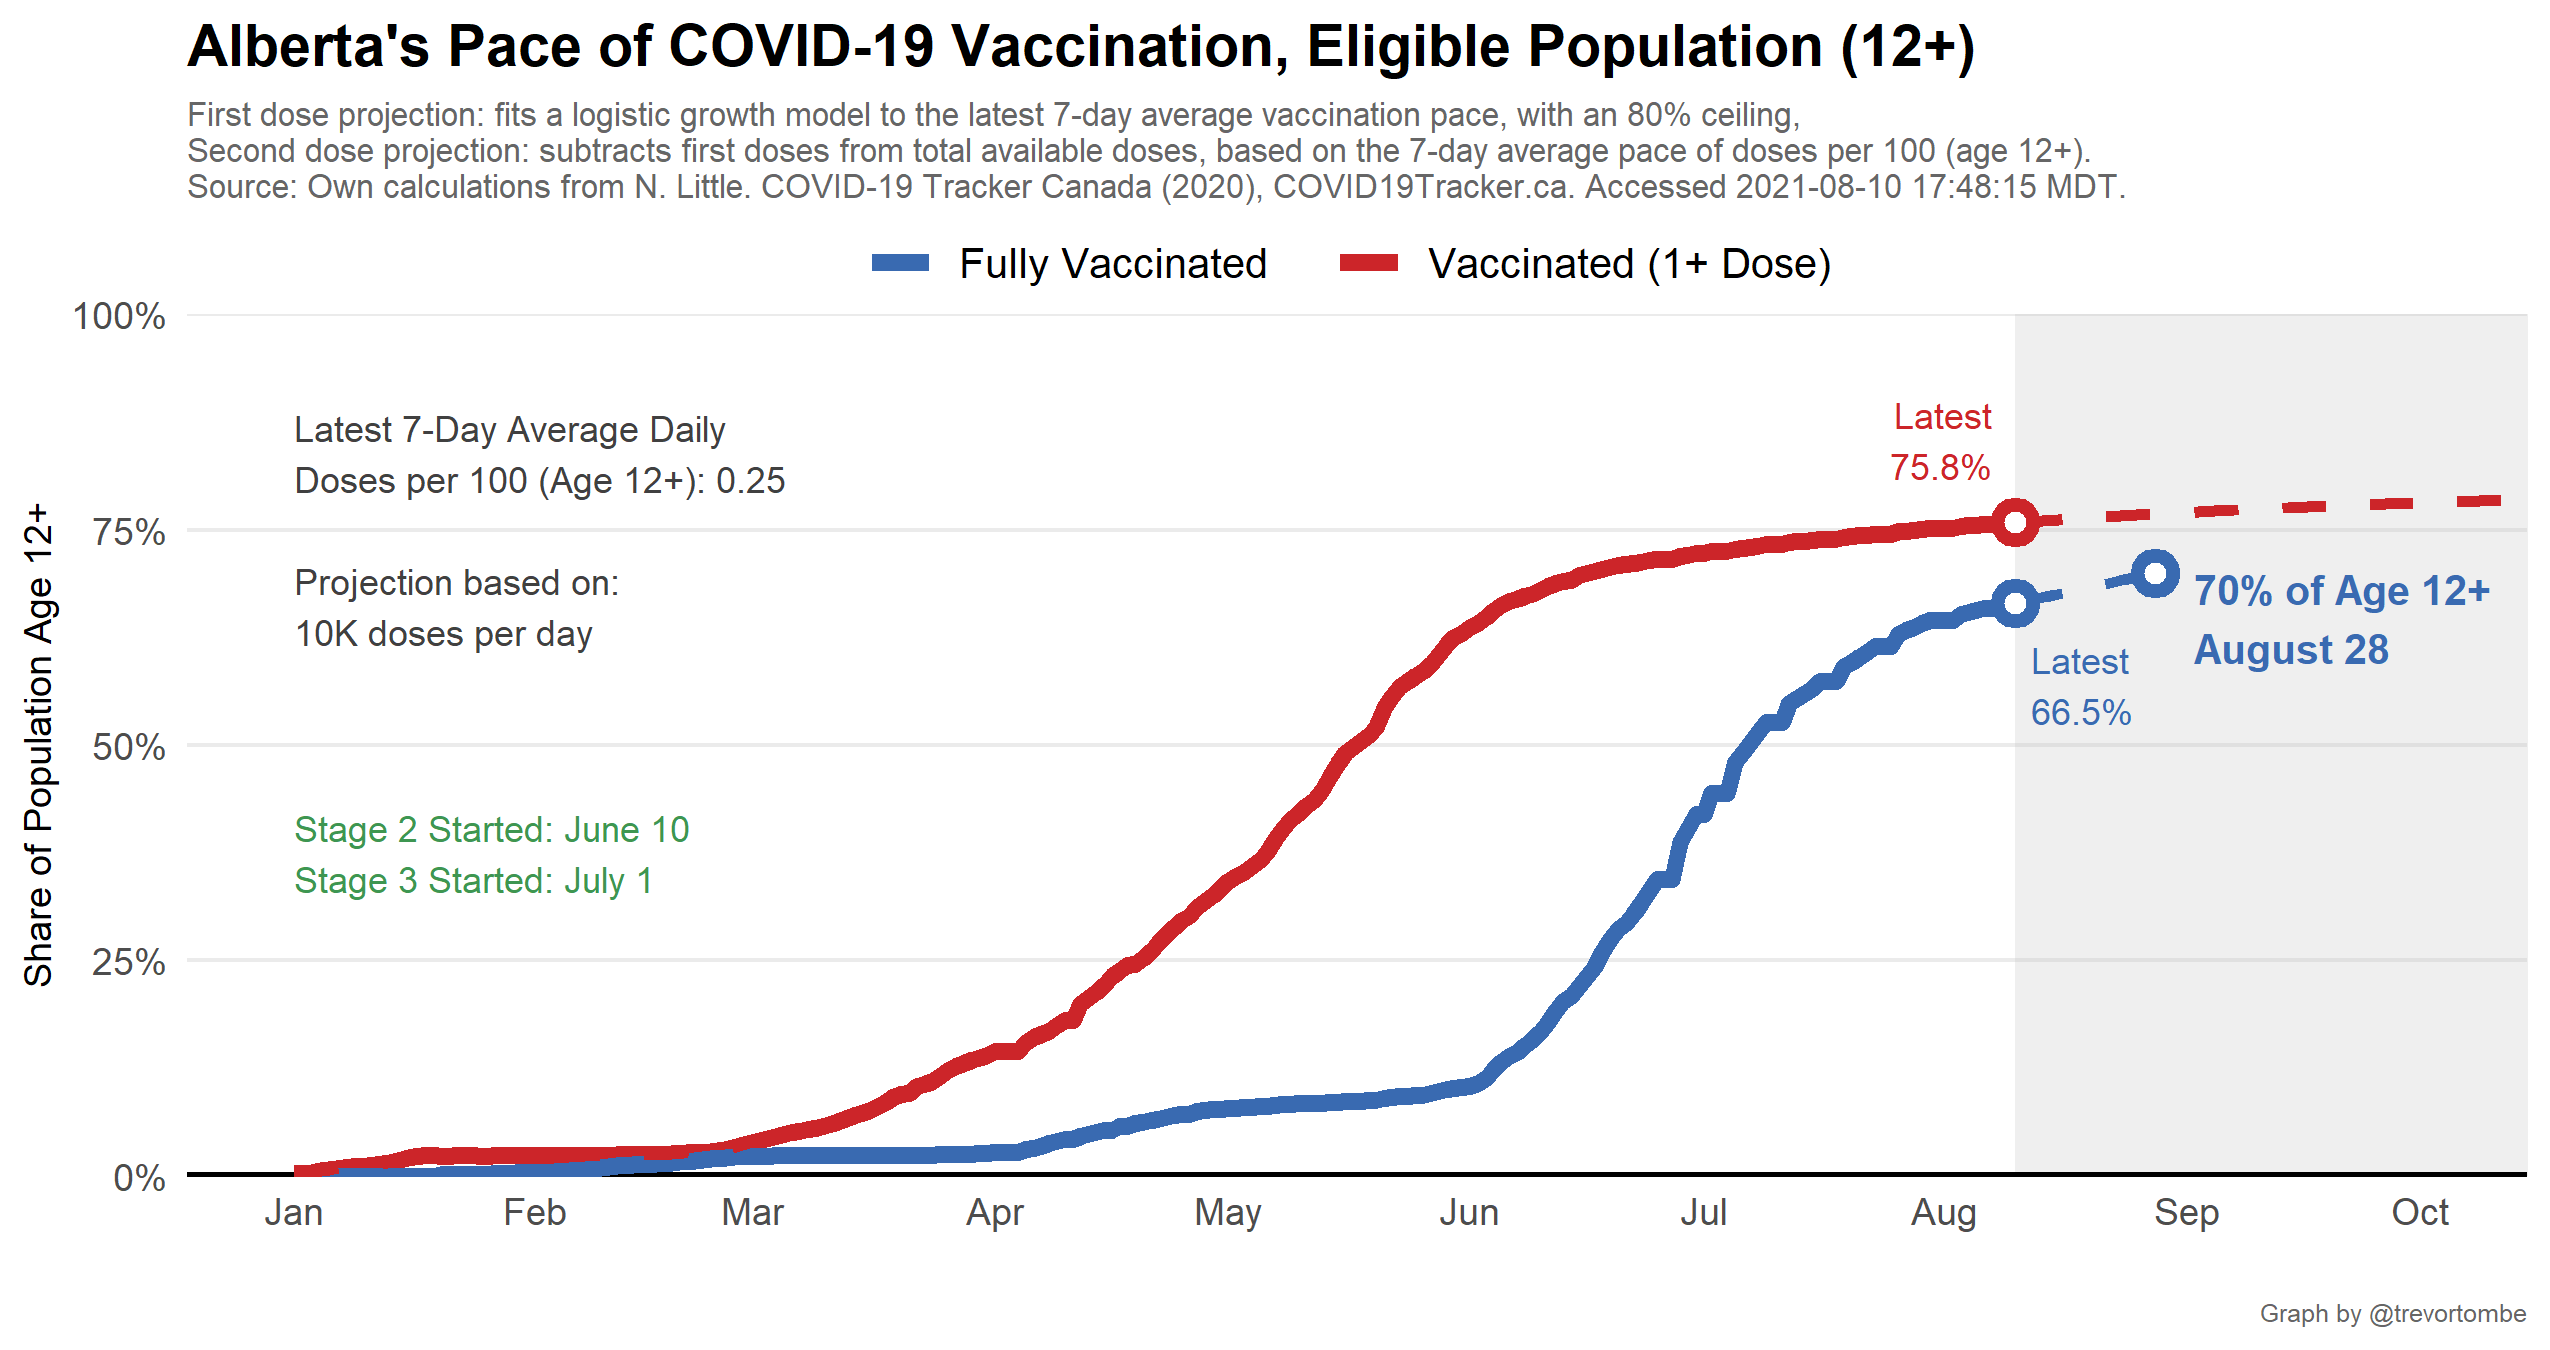 Alberta's Pace of COVID-19 Vaccination, Eligible Population (12+)
First dose projection: fits a logistic growth model to the latest 7-day average vaccination pace, with an 80% ceiling,
Second dose projection: subtracts first doses from total available doses, based on the 7-day average pace of doses per 100 (age 12+).
Source: Own calculations from N. Little. COVID-19 Tracker Canada (2020), COVID19Tracker.ca. Accessed 2021-08-10 17:48:15 MDT.
Fully Vaccinated
Vaccinated (1+ Dose)
Share of Population Age 12+
100%
75%
50%
25%
0%
Latest 7-Day Average Daily
Doses per 100 (Age 12+): 0.25
Projection based on:
10K doses per day
Stage 2 Started: June 10
Stage 3 Started: July 1
Latest
75.8%
70% of Age 12+
August 28
Latest
66.5%
Jan
Feb
Mar
Apr
May
Jun
Jul
Aug
Sep
Oct
Graph by @trevortombe